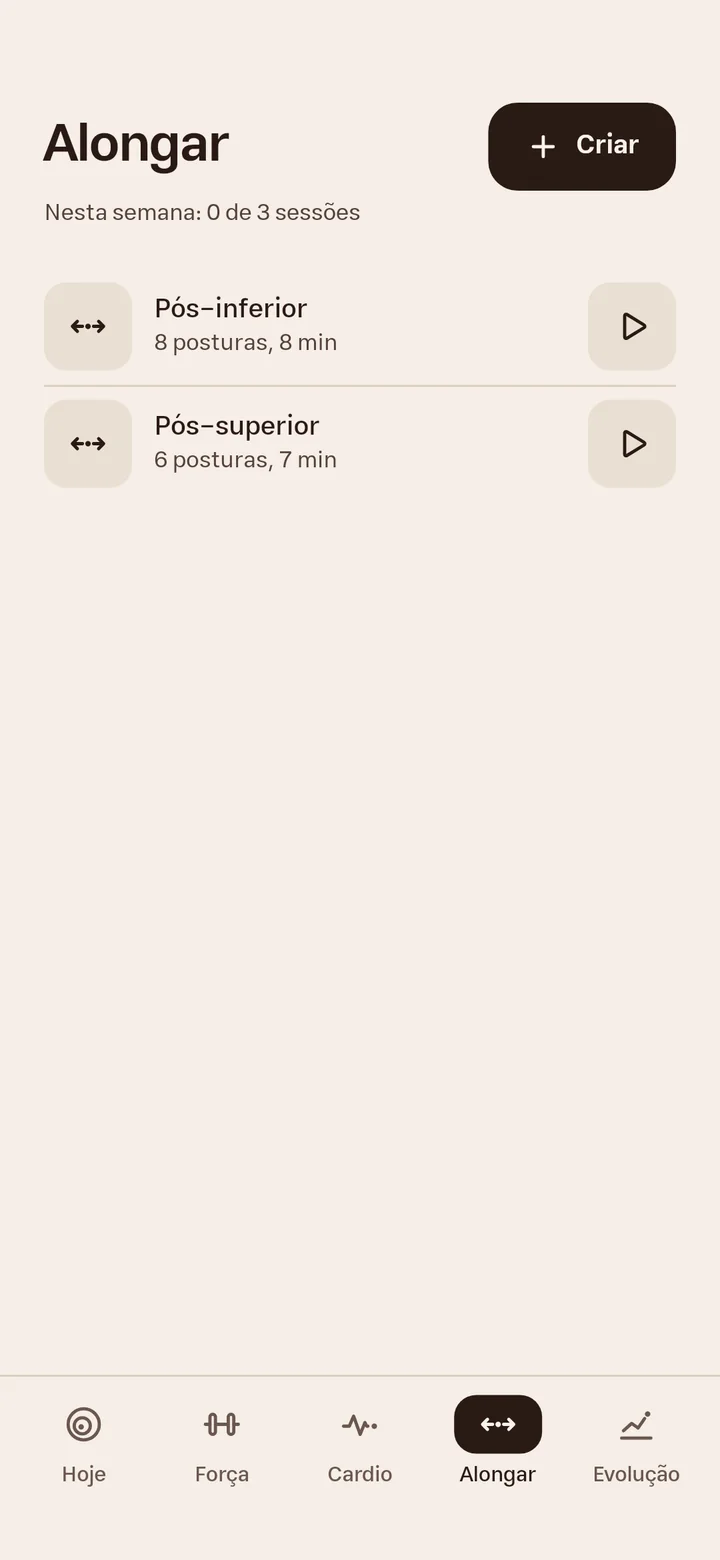 Alongar
Criar
Nesta semana: 0 de 3 sessões
Pós-inferior
8 posturas, 8 min
Pós-superior
6 posturas, 7 min
Hoje
Força
Cardio
Alongar
Evolução